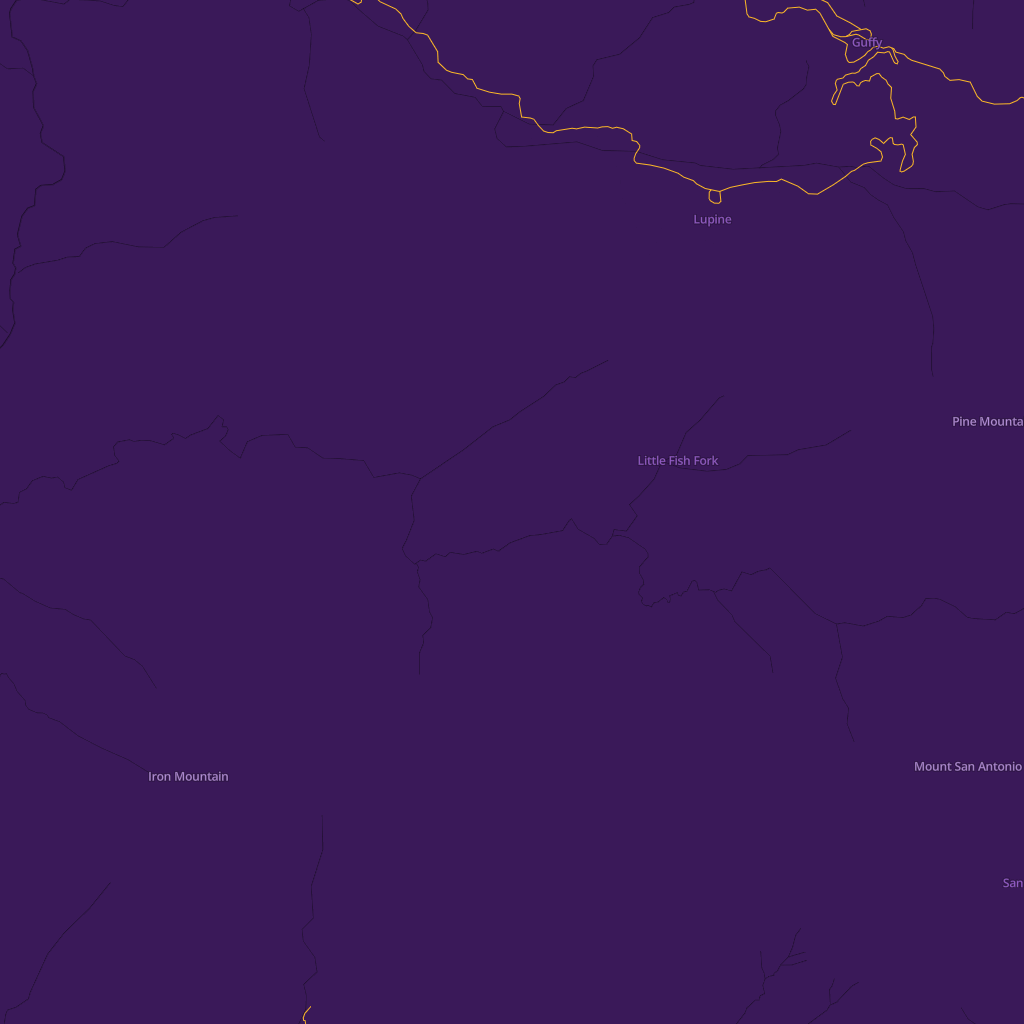 Guffy
Lupine
Pine Mounta
Little Fish Fork
Mount San Antonio
Iron Mountain
San